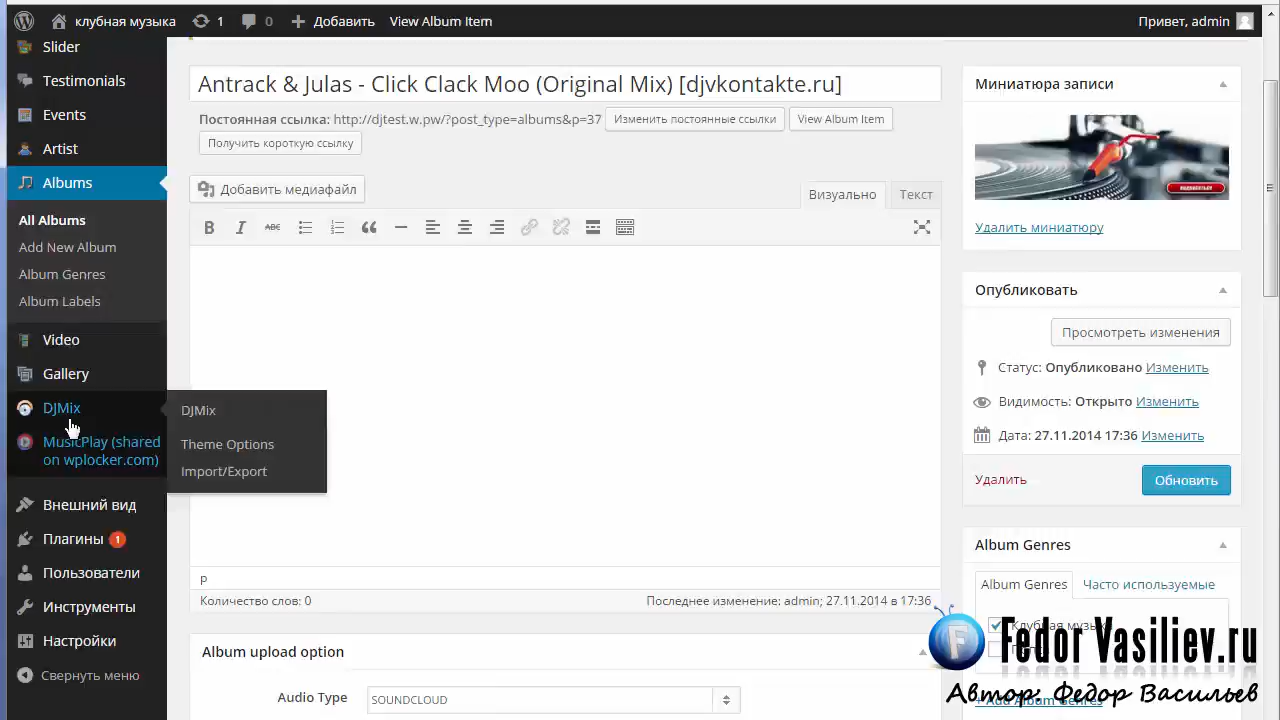 клубная музыка 1 0 Добавить View Album Item Привет, admin
Slider
Testimonials
Events
Artist
Albums
All Albums
Add New Album
Album Genres
Album Labels
Video
Gallery
DJMix
MusicPlay (shared
on wplocker.com)
Внешний вид
Плагины 1
Пользователи
Инструменты
Настройки
Свернуть меню
DJMix
Theme Options
Import/Export
Antrack & Julas - Click Clack Moo (Original Mix) [djvkontakte.ru]
Постоянная ссылка: http://djtest.w.pw/?post_type=albums&p=37 Изменить постоянные ссылки View Album Item
Получить короткую ссылку
Добавить медиафайл
Визуально Текст
B I ABC
p
Количество слов: 0 Последнее изменение: admin; 27.11.2014 в 17:36
Album upload option
Audio Type SOUNDCLOUD
Миниатюра записи
Удалить миниатюру
Опубликовать
Просмотреть изменения
Статус: Опубликовано Изменить
Видимость: Открыто Изменить
Дата: 27.11.2014 17:36 Изменить
Удалить Обновить
Album Genres
Album Genres Часто используемые
Клубная музыка
+ Add Album Genres
Fedor Vasiliev.ru
Автор: Федор Васильев